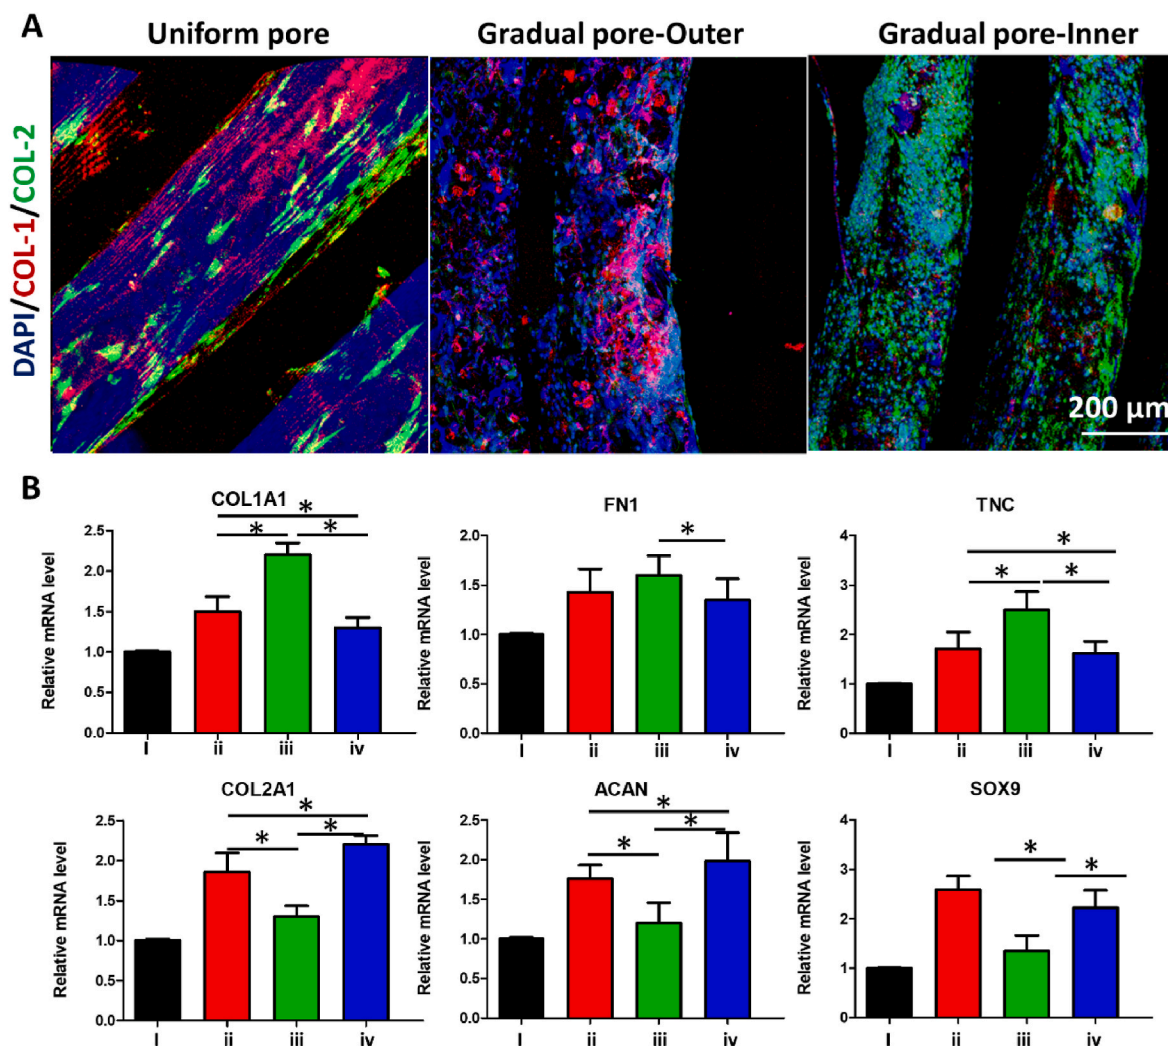 A
Uniform pore
Gradual pore-Outer
Gradual pore-Inner
DAPI/COL-1/COL-2
200 μm
B
COL1A1
Relative mRNA level
2.5
2.0
1.5
1.0
0.5
0.0
* * *
I ii iii iv
FN1
Relative mRNA level
2.0
1.5
1.0
0.5
0.0
*
I ii iii iv
TNC
Relative mRNA level
4
3
2
1
0
* * *
I ii iii iv
COL2A1
Relative mRNA level
2.5
2.0
1.5
1.0
0.5
0.0
* * *
I ii iii iv
ACAN
Relative mRNA level
2.5
2.0
1.5
1.0
0.5
0.0
* * *
I ii iii iv
SOX9
Relative mRNA level
4
3
2
1
0
* *
I ii iii iv